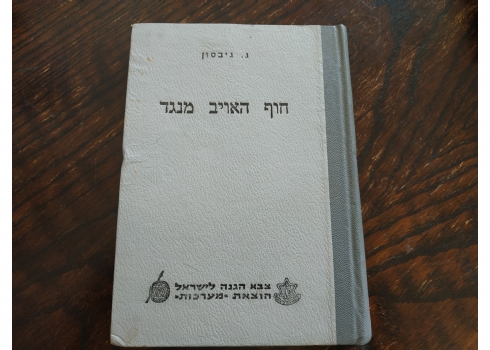 ג. גיבסון
חוף האויב מנגד
צבא הגנה לישראל
הוצאת „מערכות"